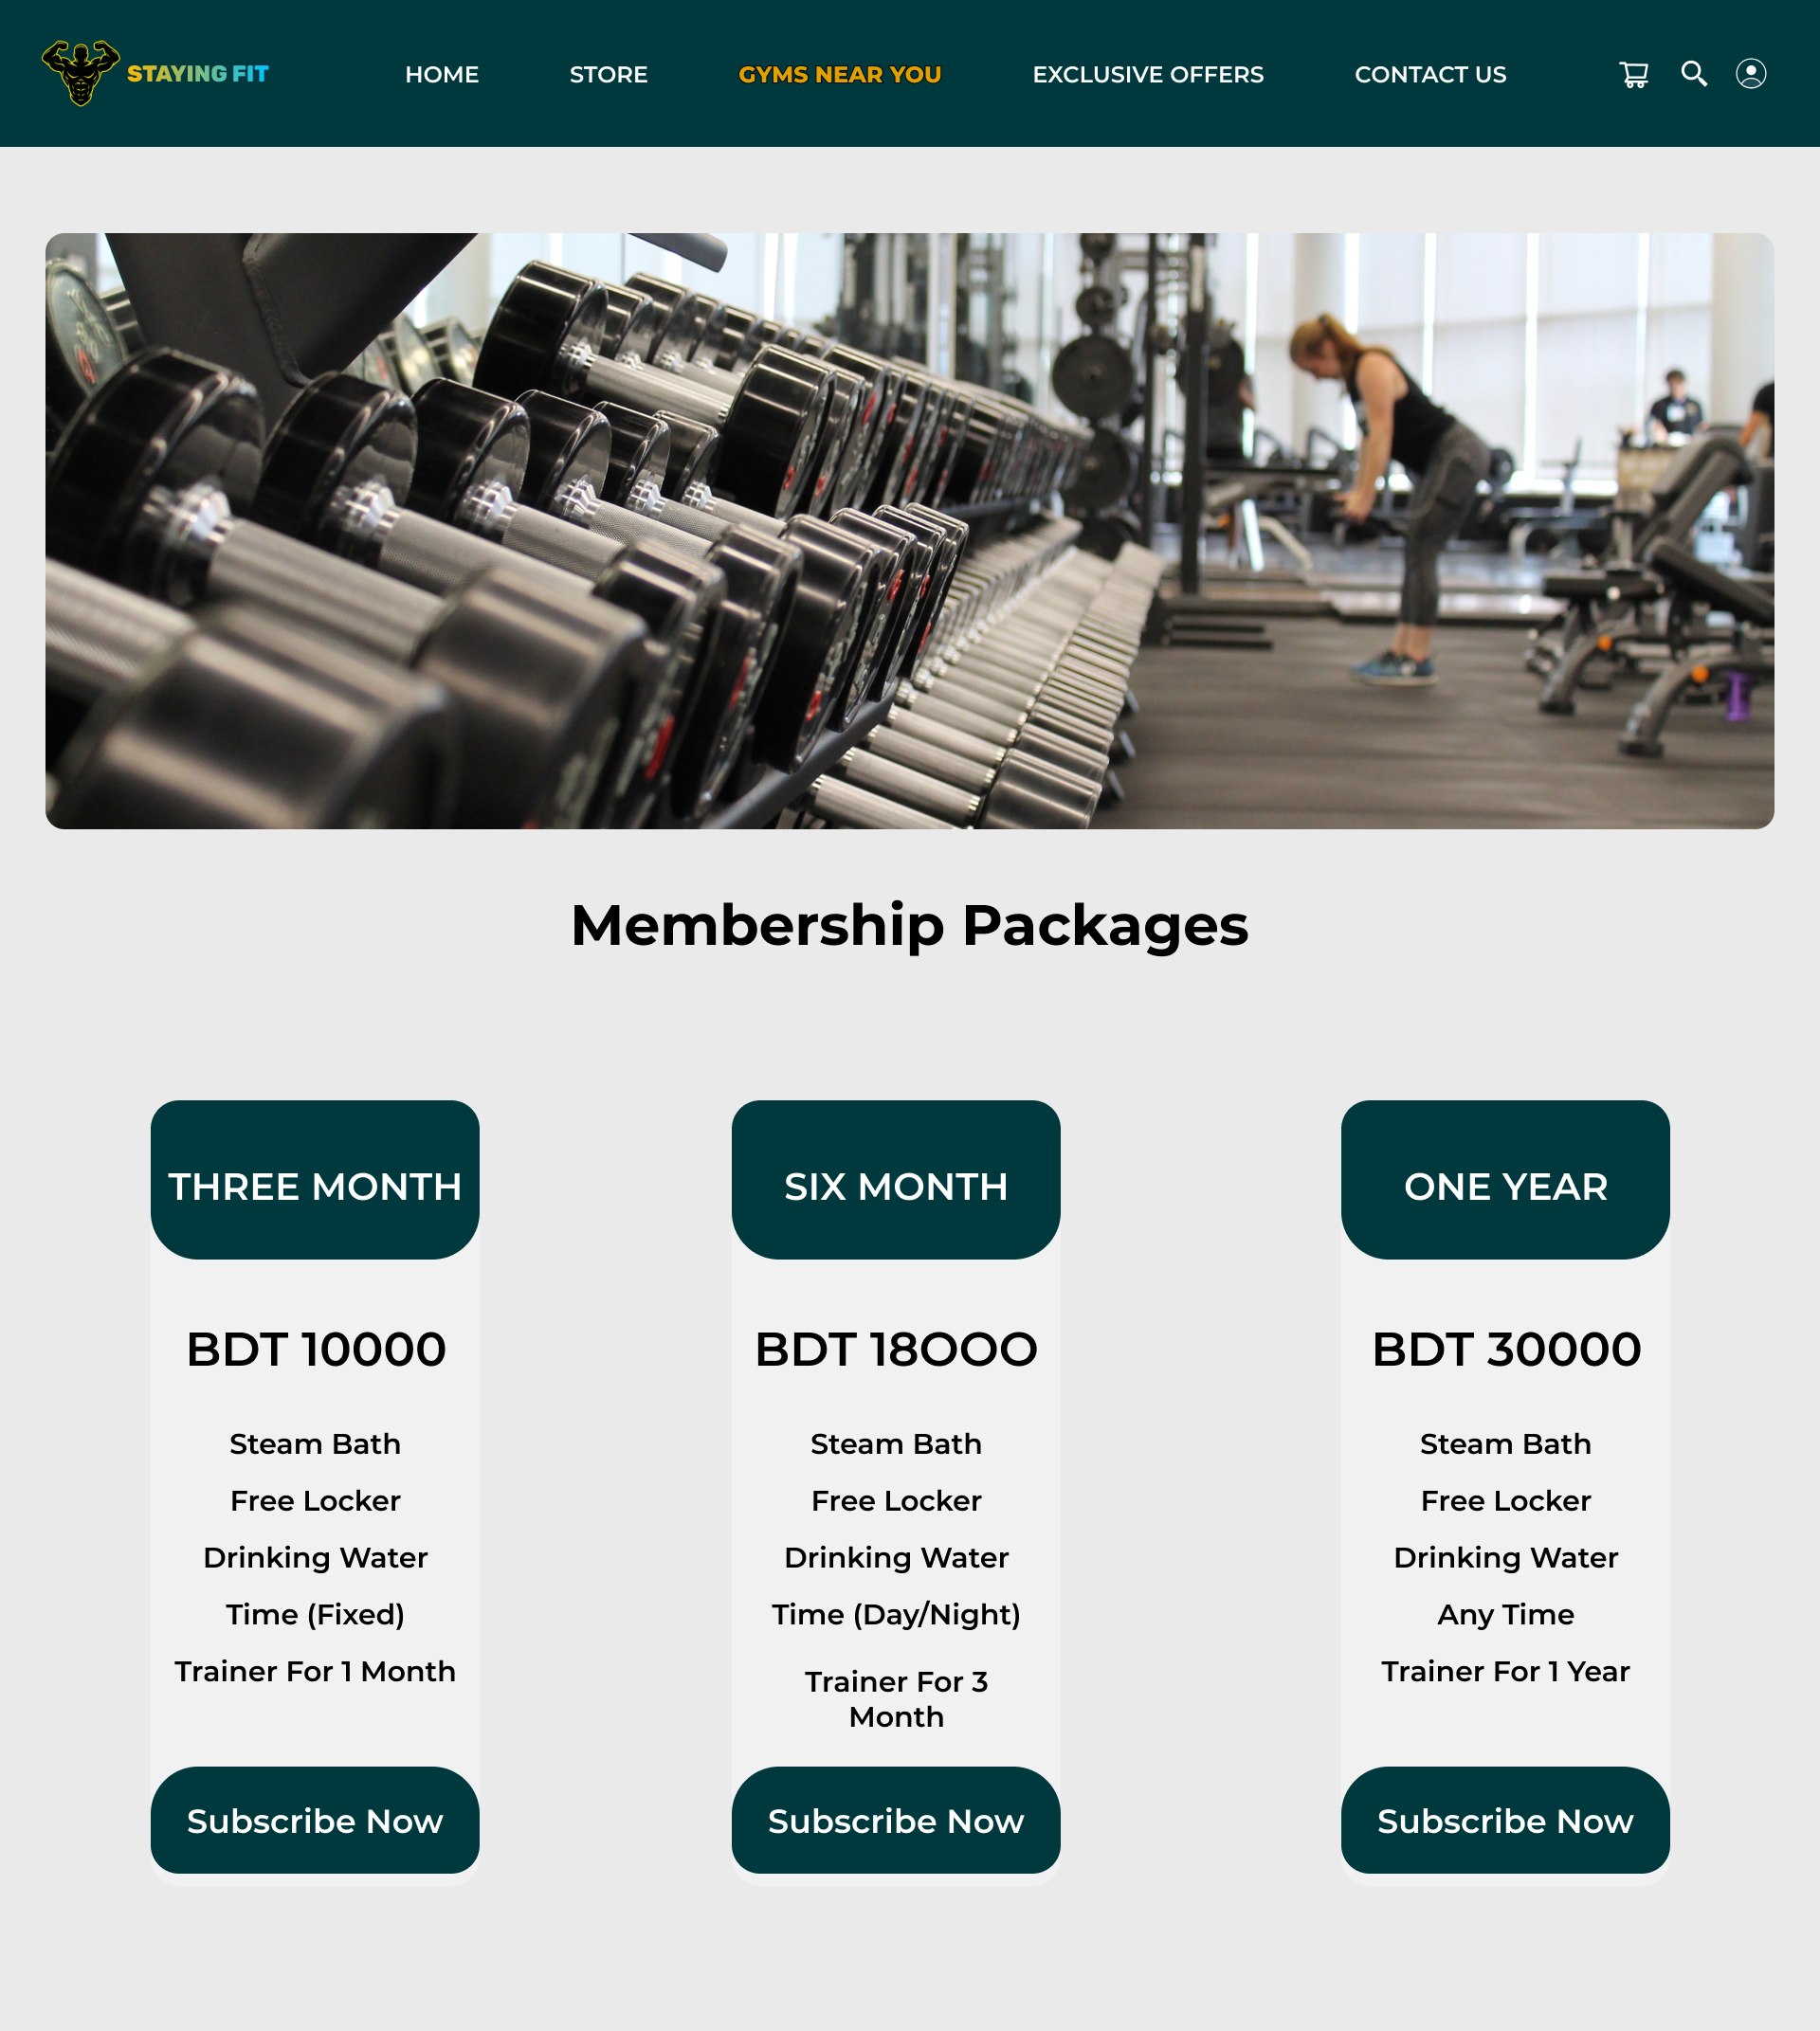 STAYING FIT
HOME
STORE
GYMS NEAR YOU
EXCLUSIVE OFFERS
CONTACT US
Membership Packages
THREE MONTH
BDT 10000
Steam Bath
Free Locker
Drinking Water
Time (Fixed)
Trainer For 1 Month
Subscribe Now
SIX MONTH
BDT 18OOO
Steam Bath
Free Locker
Drinking Water
Time (Day/Night)
Trainer For 3
Month
Subscribe Now
ONE YEAR
BDT 30000
Steam Bath
Free Locker
Drinking Water
Any Time
Trainer For 1 Year
Subscribe Now